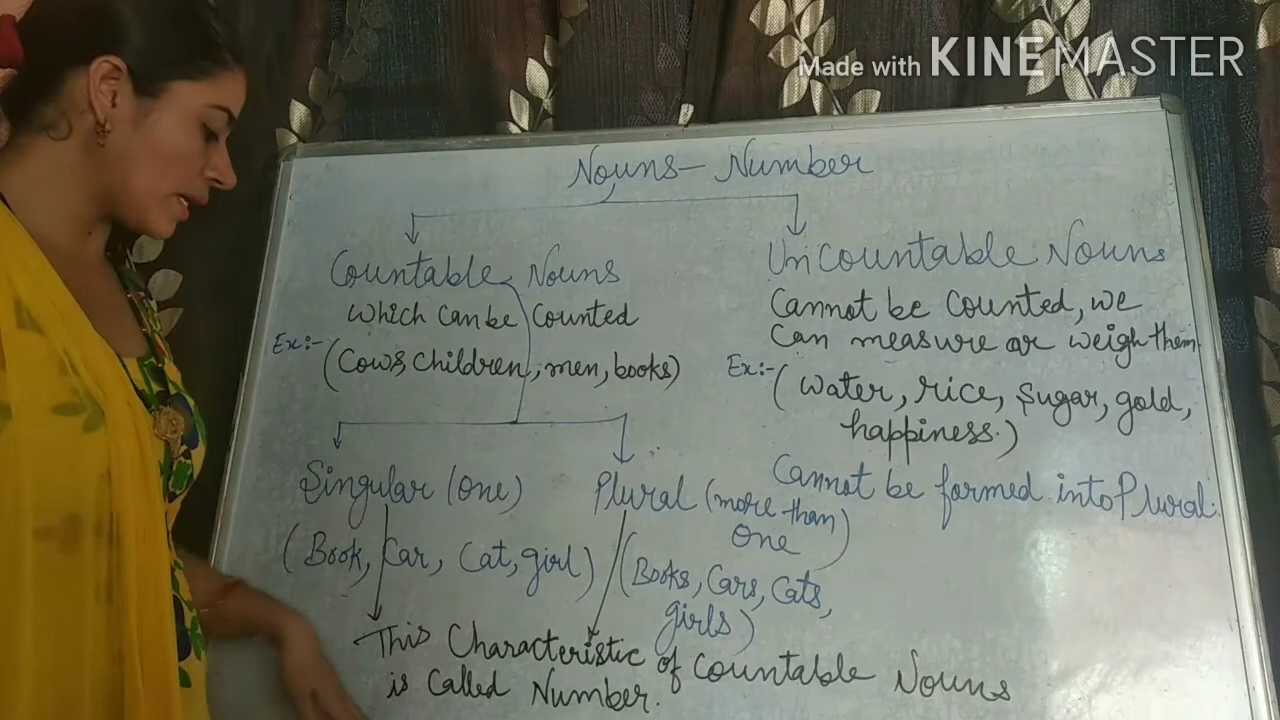 Made with KINEMASTER
Nouns - Number
Countable Nouns
which can be counted
Ex:- (Cows, Children, men, books)
Singular (one)
(Book, Car, Cat, girl)
Plural (more than
one)
(Books, Cars, Cats,
girls)
Uncountable Nouns
Cannot be counted, we
can measure or weigh them
Ex:- (water, rice, Sugar, gold,
happiness.)
Cannot be formed into Plural.
This Characteristic of Countable Nouns
is Called Number.